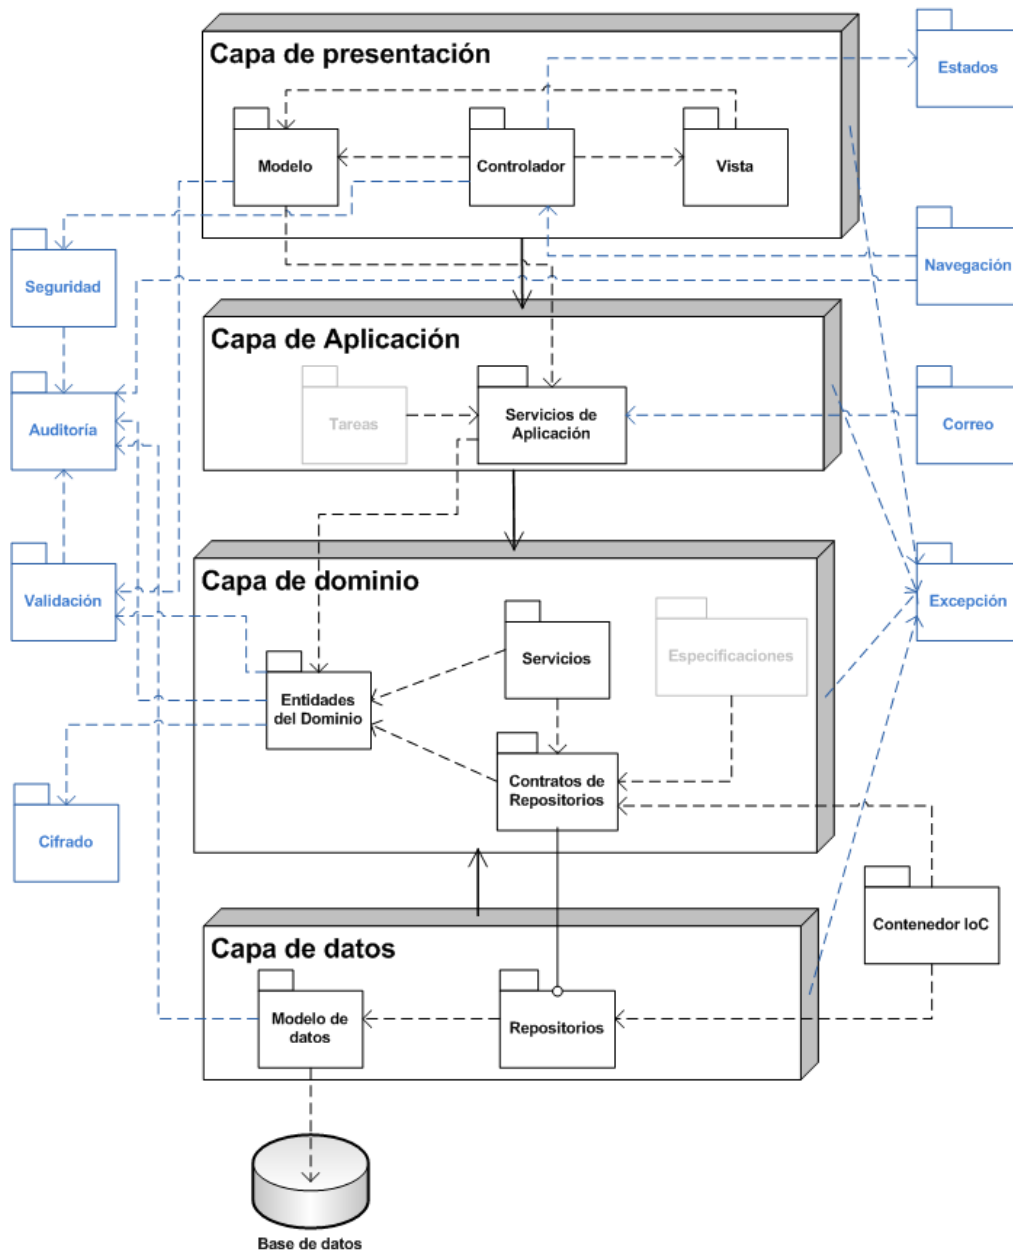 Capa de presentación
Estados
Modelo
Controlador
Vista
Seguridad
Navegación
Capa de Aplicación
Tareas
Servicios de
Aplicación
Auditoría
Correo
Capa de dominio
Validación
Excepción
Servicios
Especificaciones
Entidades
del Dominio
Contratos de
Repositorios
Cifrado
Contenedor IoC
Capa de datos
Modelo de
datos
Repositorios
Base de datos